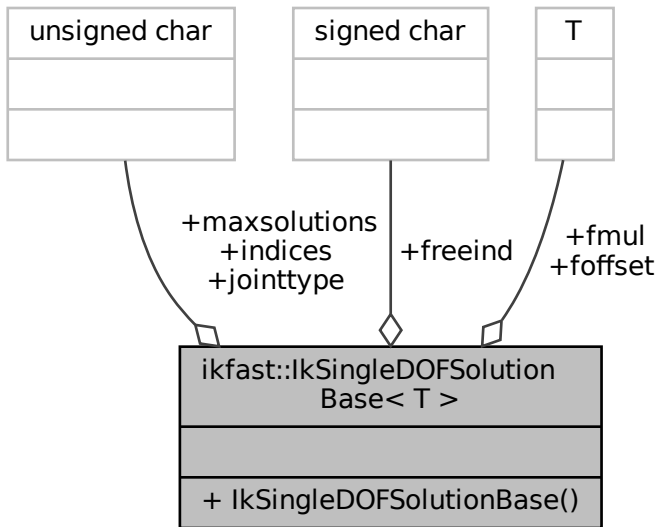 unsigned char
signed char
T
+maxsolutions
+indices
+jointtype
+freeind
+fmul
+foffset
ikfast::IkSingleDOFSolution
Base< T >
+ IkSingleDOFSolutionBase()